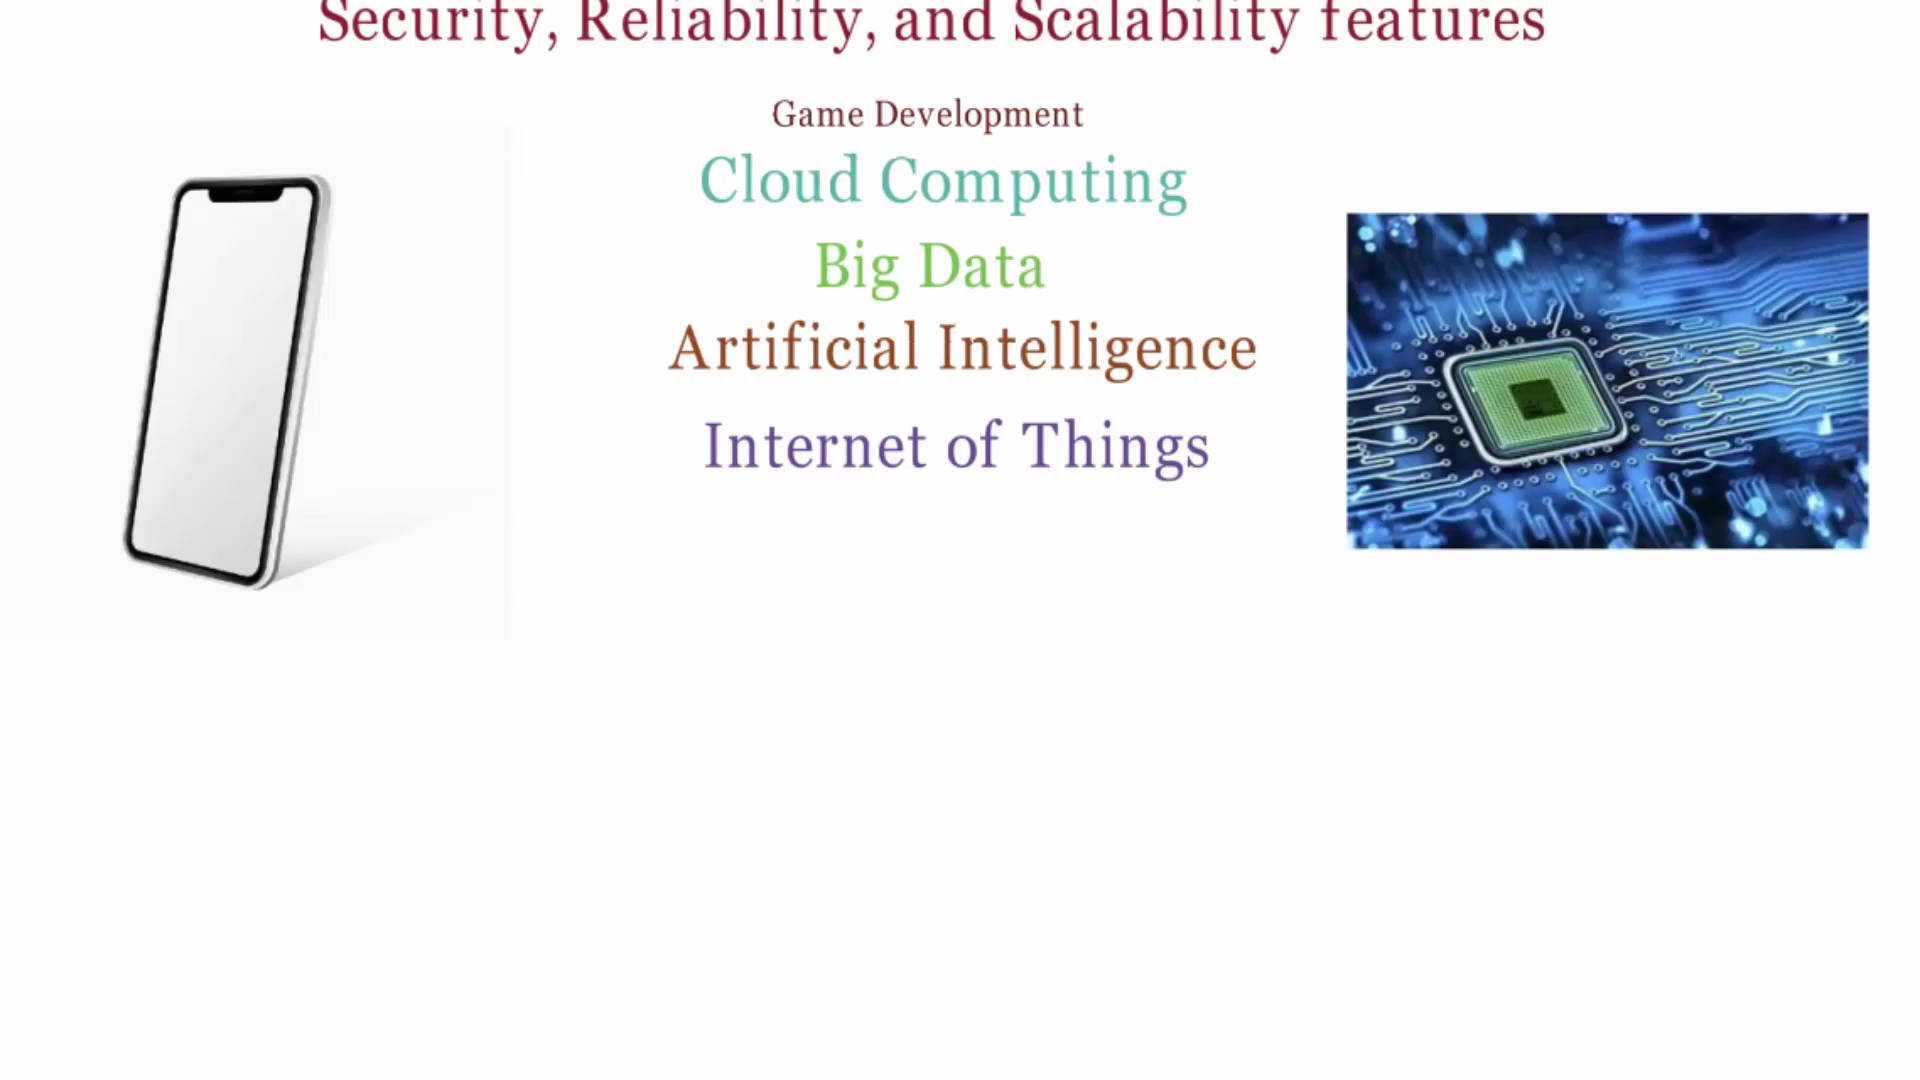 Security, Reliability, and Scalability features
Game Development
Cloud Computing
Big Data
Artificial Intelligence
Internet of Things